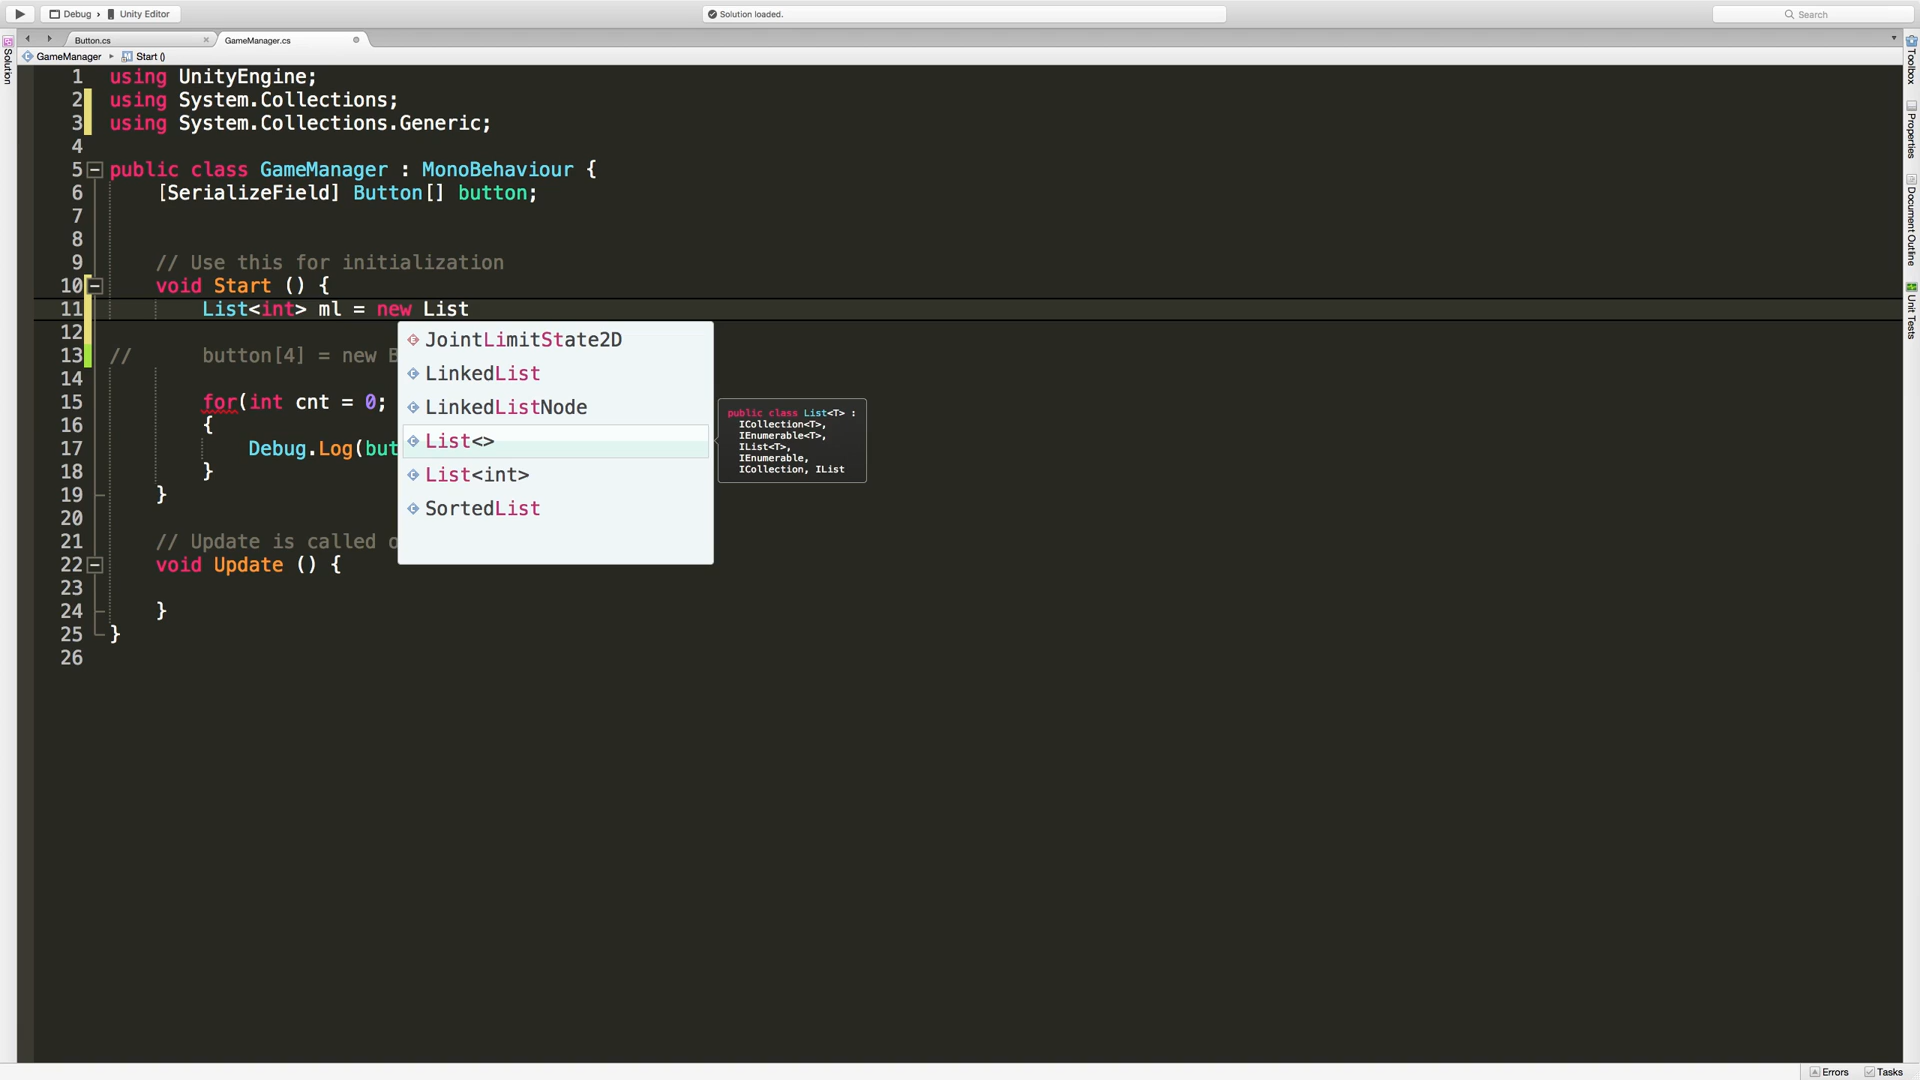 Debug › Unity Editor
Solution loaded.
Search
Button.cs
GameManager.cs
GameManager ▸ Start ()
Solution
Toolbox
Properties
Document Outline
Unit Tests
1 using UnityEngine;
2 using System.Collections;
3 using System.Collections.Generic;
4
5 public class GameManager : MonoBehaviour {
6 [SerializeField] Button[] button;
7
8
9 // Use this for initialization
10 void Start () {
11 List<int> ml = new List
12
13 // button[4] = new B
14
15 for(int cnt = 0;
16 {
17 Debug.Log(but
18 }
19 }
20
21 // Update is called o
22 void Update () {
23
24 }
25 }
26
JointLimitState2D
LinkedList
LinkedListNode
List<>
List<int>
SortedList
public class List<T> :
ICollection<T>,
IEnumerable<T>,
IList<T>,
IEnumerable,
ICollection, IList
Errors
Tasks